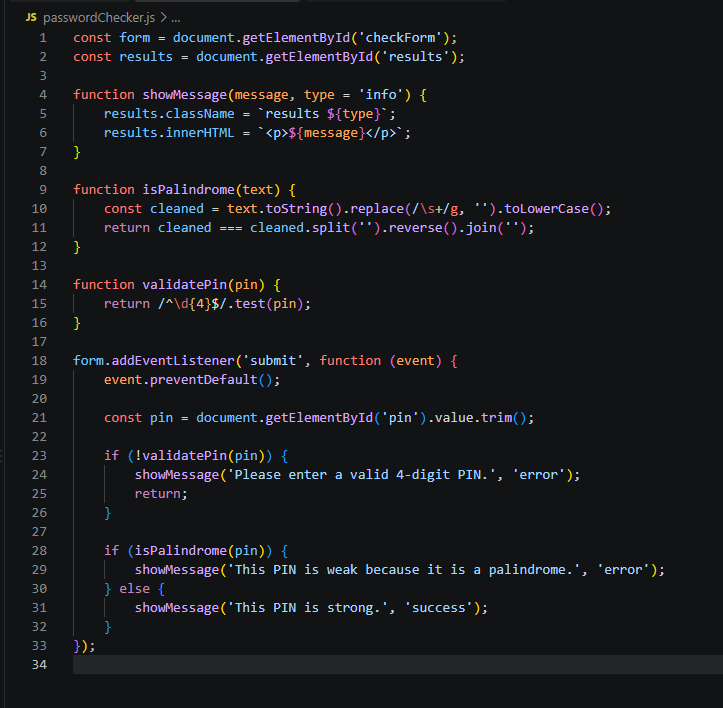 JS passwordChecker.js > ...
1 const form = document.getElementById('checkForm');
2 const results = document.getElementById('results');
3
4 function showMessage(message, type = 'info') {
5     results.className = `results ${type}`;
6     results.innerHTML = `<p>${message}</p>`;
7 }
8
9 function isPalindrome(text) {
10     const cleaned = text.toString().replace(/\s+/g, '').toLowerCase();
11     return cleaned === cleaned.split('').reverse().join('');
12 }
13
14 function validatePin(pin) {
15     return /^\d{4}$/.test(pin);
16 }
17
18 form.addEventListener('submit', function (event) {
19     event.preventDefault();
20
21     const pin = document.getElementById('pin').value.trim();
22
23     if (!validatePin(pin)) {
24         showMessage('Please enter a valid 4-digit PIN.', 'error');
25         return;
26     }
27
28     if (isPalindrome(pin)) {
29         showMessage('This PIN is weak because it is a palindrome.', 'error');
30     } else {
31         showMessage('This PIN is strong.', 'success');
32     }
33 });
34